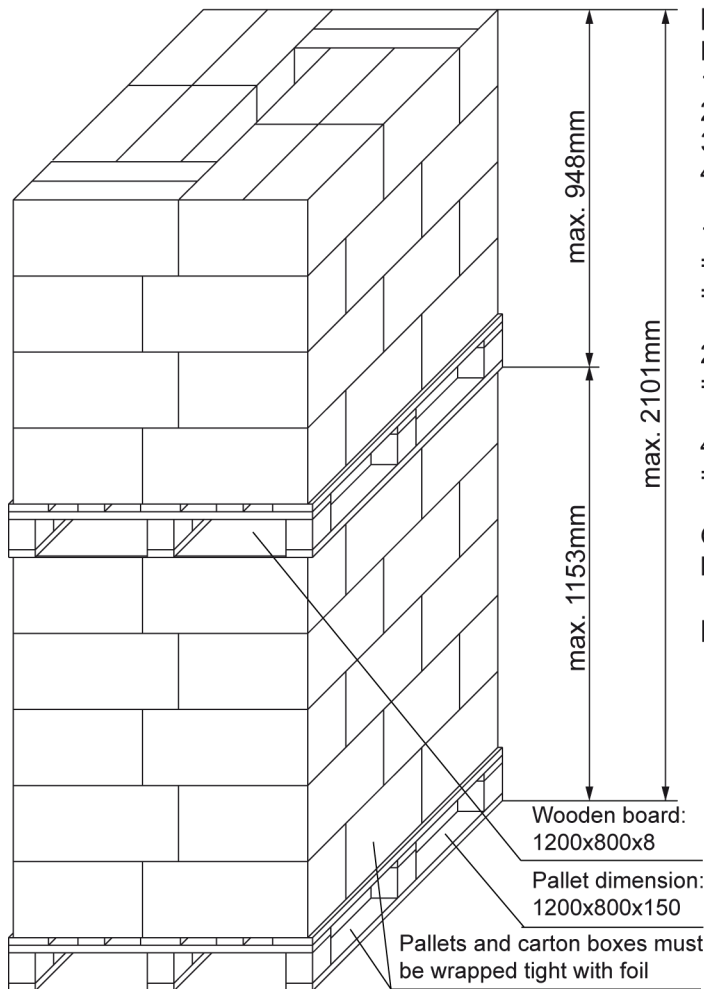 max. 948mm
max. 2101mm
max. 1153mm
Wooden board:
1200x800x8
Pallet dimension:
1200x800x150
Pallets and carton boxes must
be wrapped tight with foil